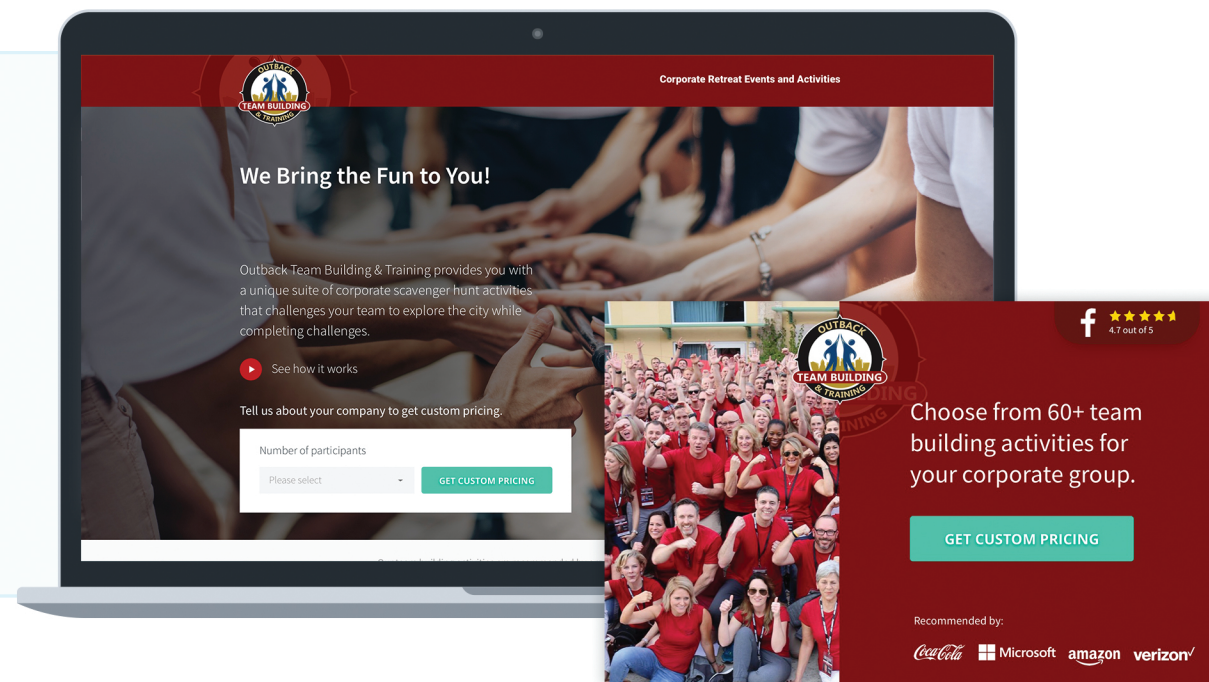 OUTBACK
TEAM BUILDING
& TRAINING
Corporate Retreat Events and Activities
We Bring the Fun to You!
Outback Team Building & Training provides you with
a unique suite of corporate scavenger hunt activities
that challenges your team to explore the city while
completing challenges.
See how it works
Tell us about your company to get custom pricing.
Number of participants
Please select
GET CUSTOM PRICING
OUTBACK
TEAM BUILDING
& TRAINING
f
4.7 out of 5
Choose from 60+ team
building activities for
your corporate group.
GET CUSTOM PRICING
Recommended by:
Coca-Cola Microsoft amazon verizon